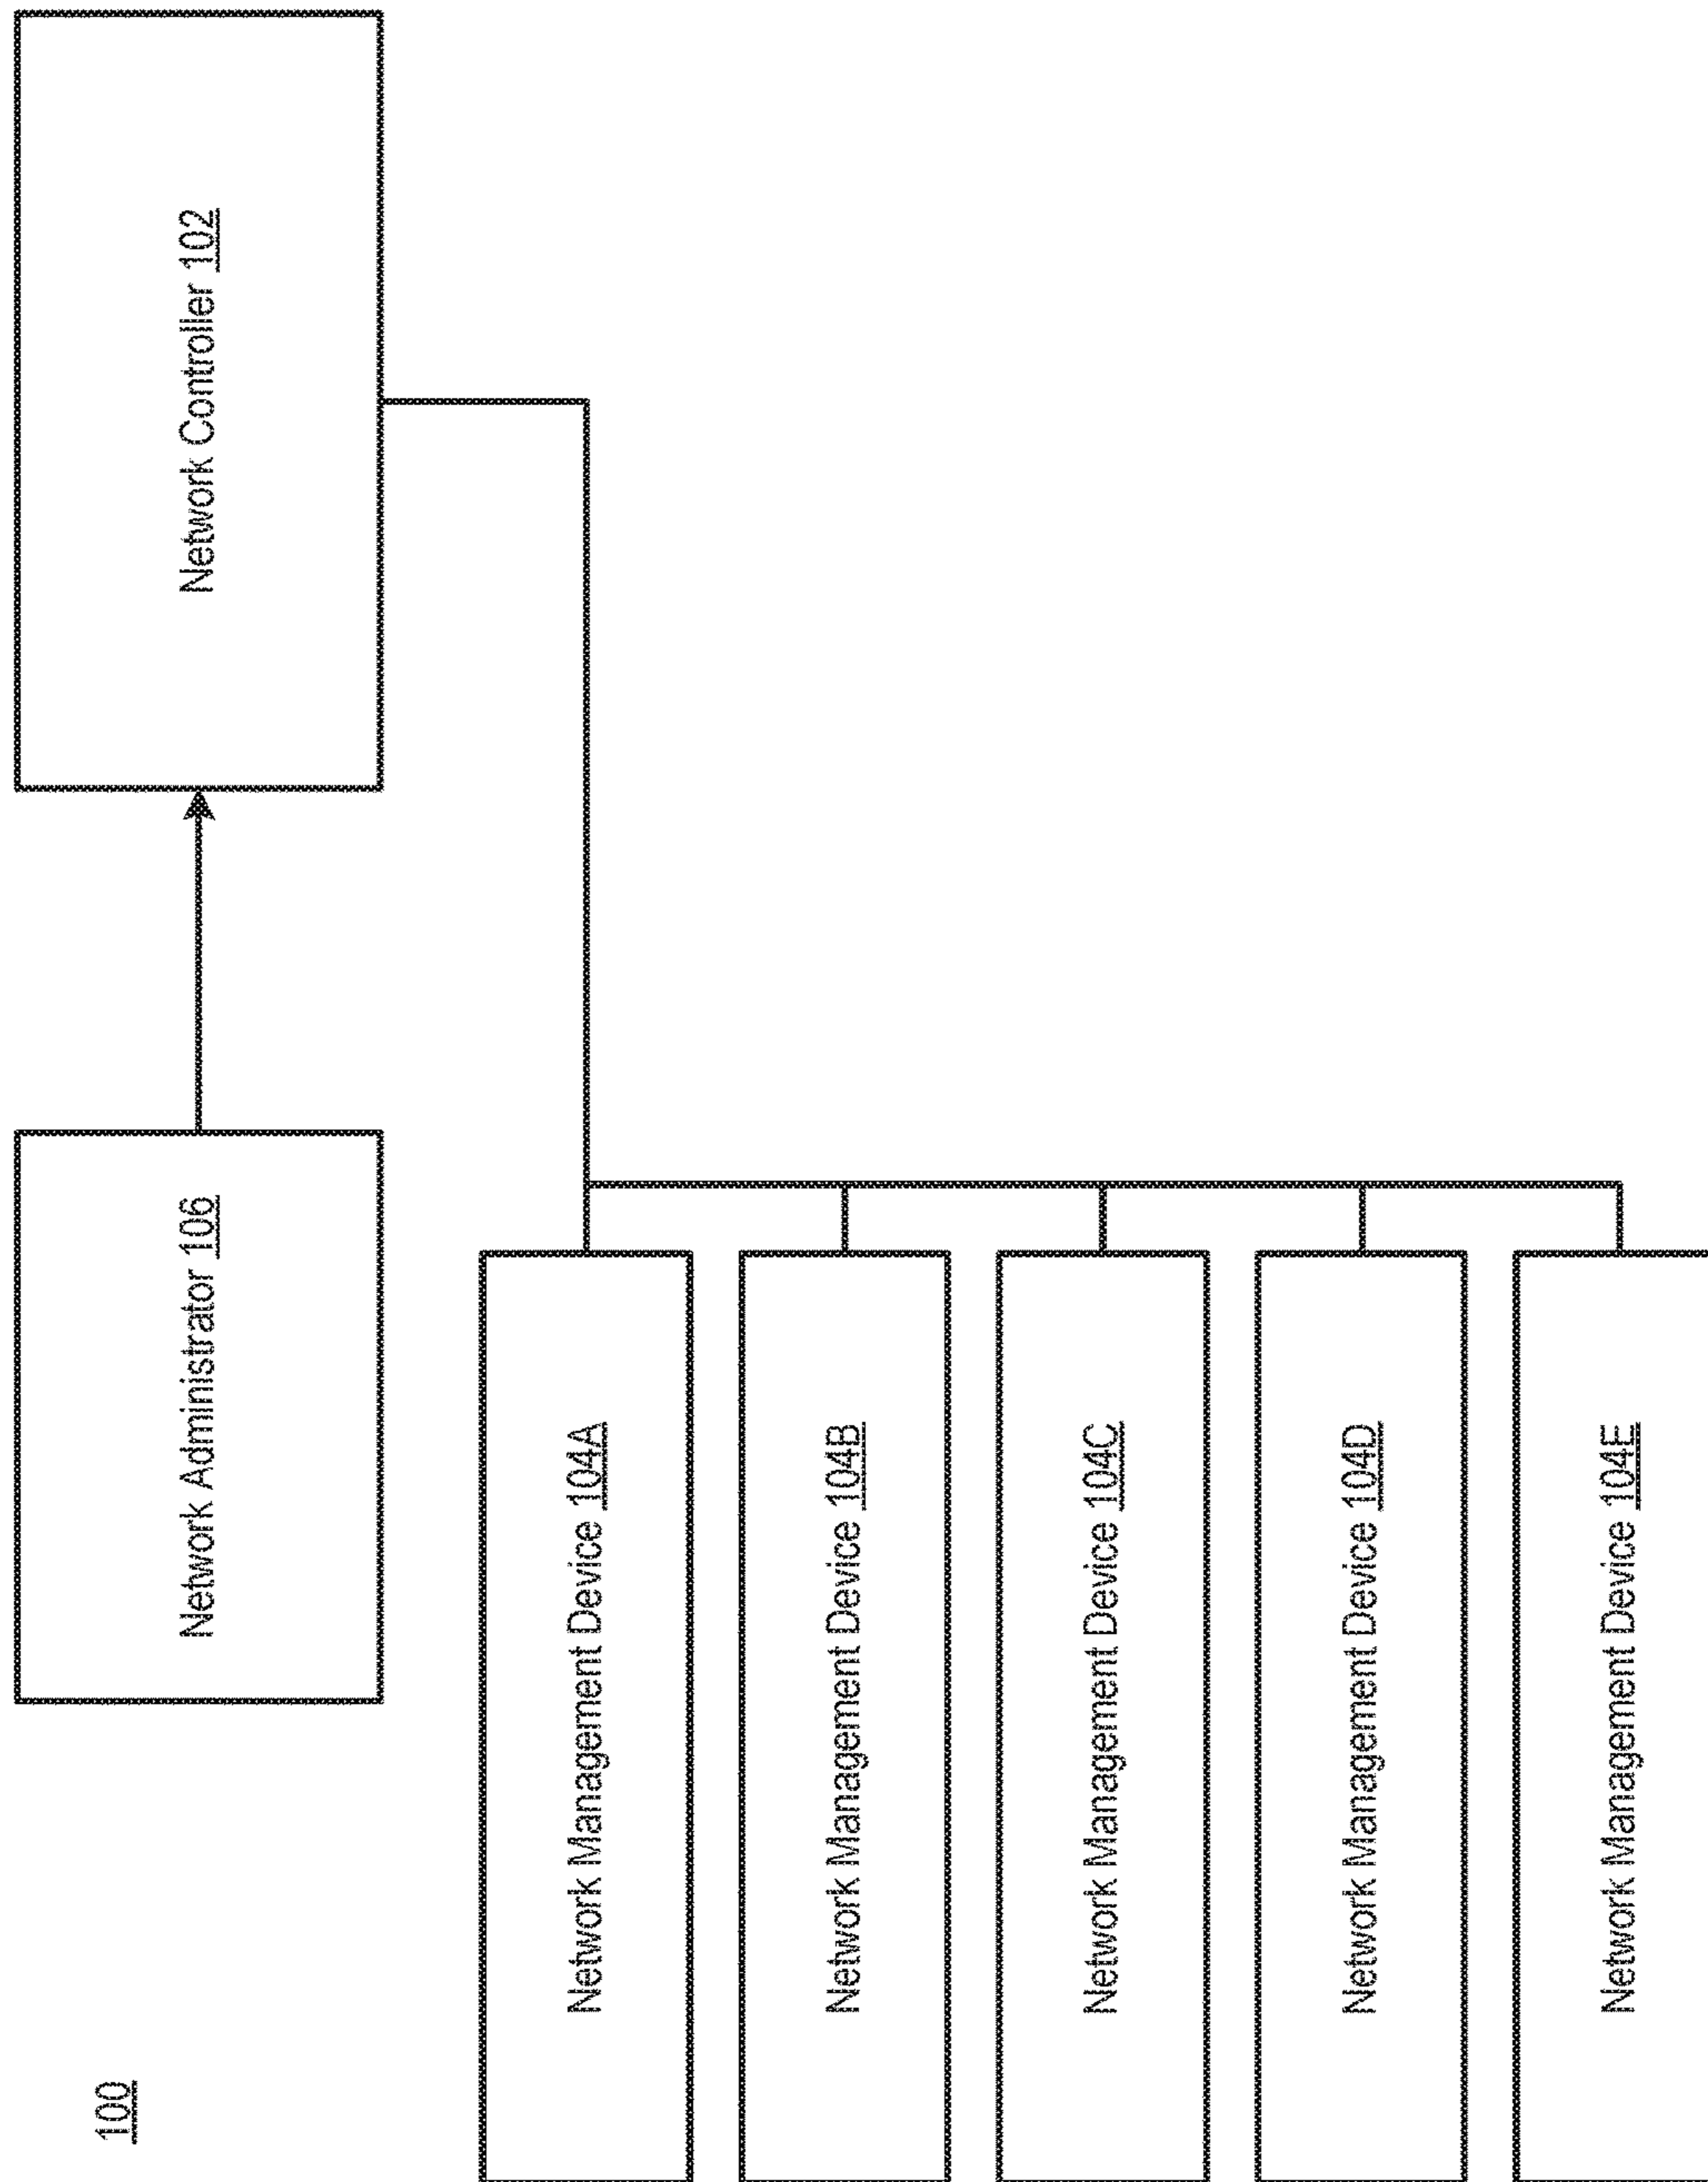 100
Network Administrator 106
Network Controller 102
Network Management Device 104A
Network Management Device 104B
Network Management Device 104C
Network Management Device 104D
Network Management Device 104E